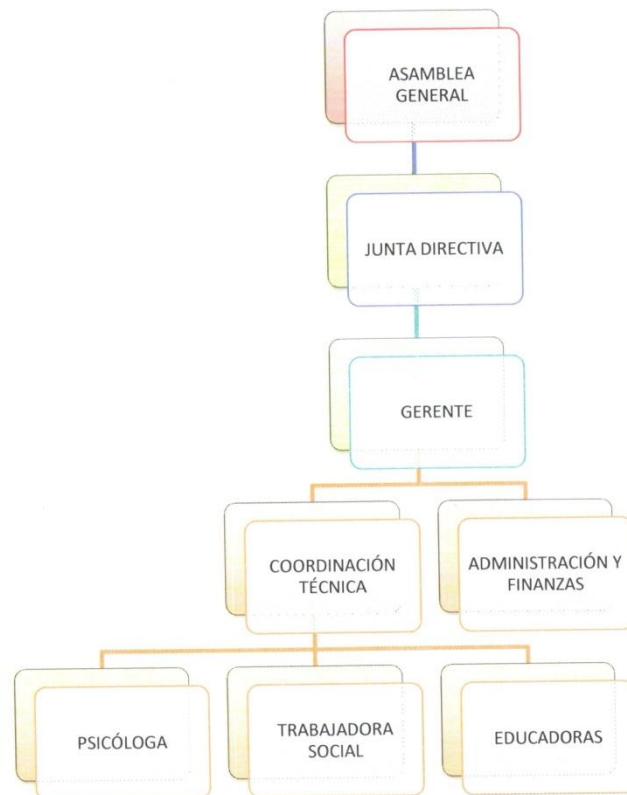 ASAMBLEA
GENERAL
JUNTA DIRECTIVA
GERENTE
COORDINACIÓN
TÉCNICA
ADMINISTRACIÓN Y
FINANZAS
PSICÓLOGA
TRABAJADORA
SOCIAL
EDUCADORAS